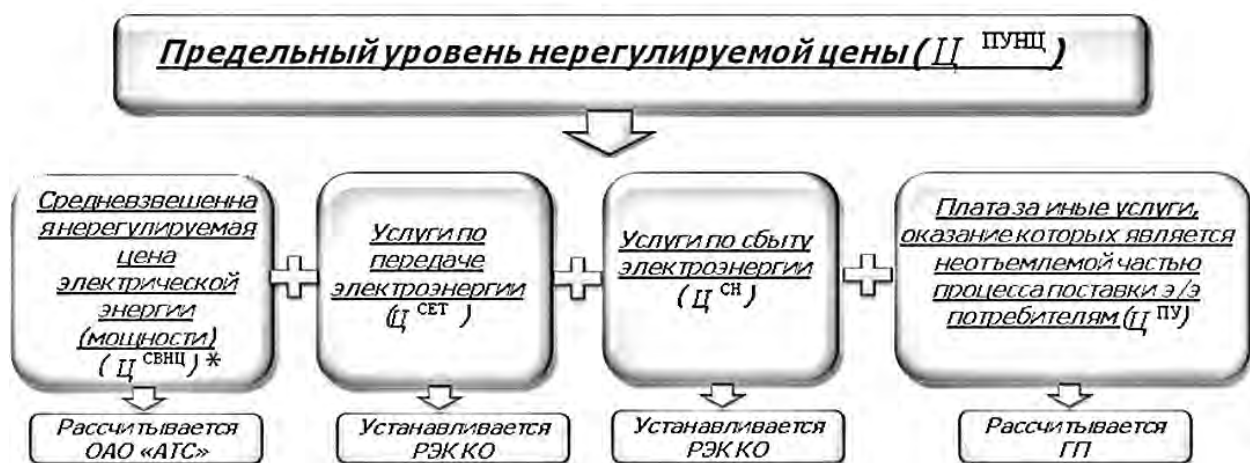 Предельный уровень нерегулируемой цены (Ц ПУНЦ )
Средневзвешенна
я нерегулируемая
цена
электрической
энергии
(мощности)
( Ц СВНЦ ) *
Услуги по
передаче
электроэнергии
(Ц СЕТ )
Услуги по сбыту
электроэнергии
( Ц СН )
Плата за иные услуги,
оказание которых является
неотъемлемой частью
процесса поставки э/э
потребителям (Ц ПУ)
Рассчитывается
ОАО «АТС»
Устанавливается
РЭК КО
Устанавливается
РЭК КО
Рассчитывается
ГП